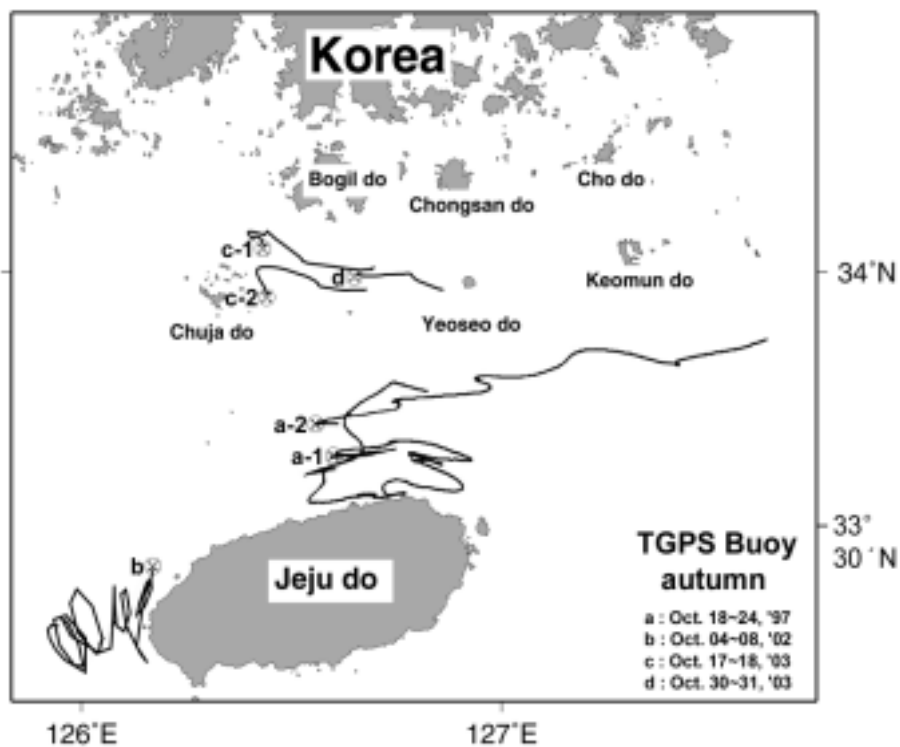 Korea
Bogil do
Cho do
Chongsan do
c-1
34°N
d
Keomun do
c-2
Chuja do
Yeoseo do
a-2
a-1
33°
30´N
TGPS Buoy
autumn
b
Jeju do
a : Oct. 18~24, '97
b : Oct. 04~08, '02
c : Oct. 17~18, '03
d : Oct. 30~31, '03
126°E
127°E